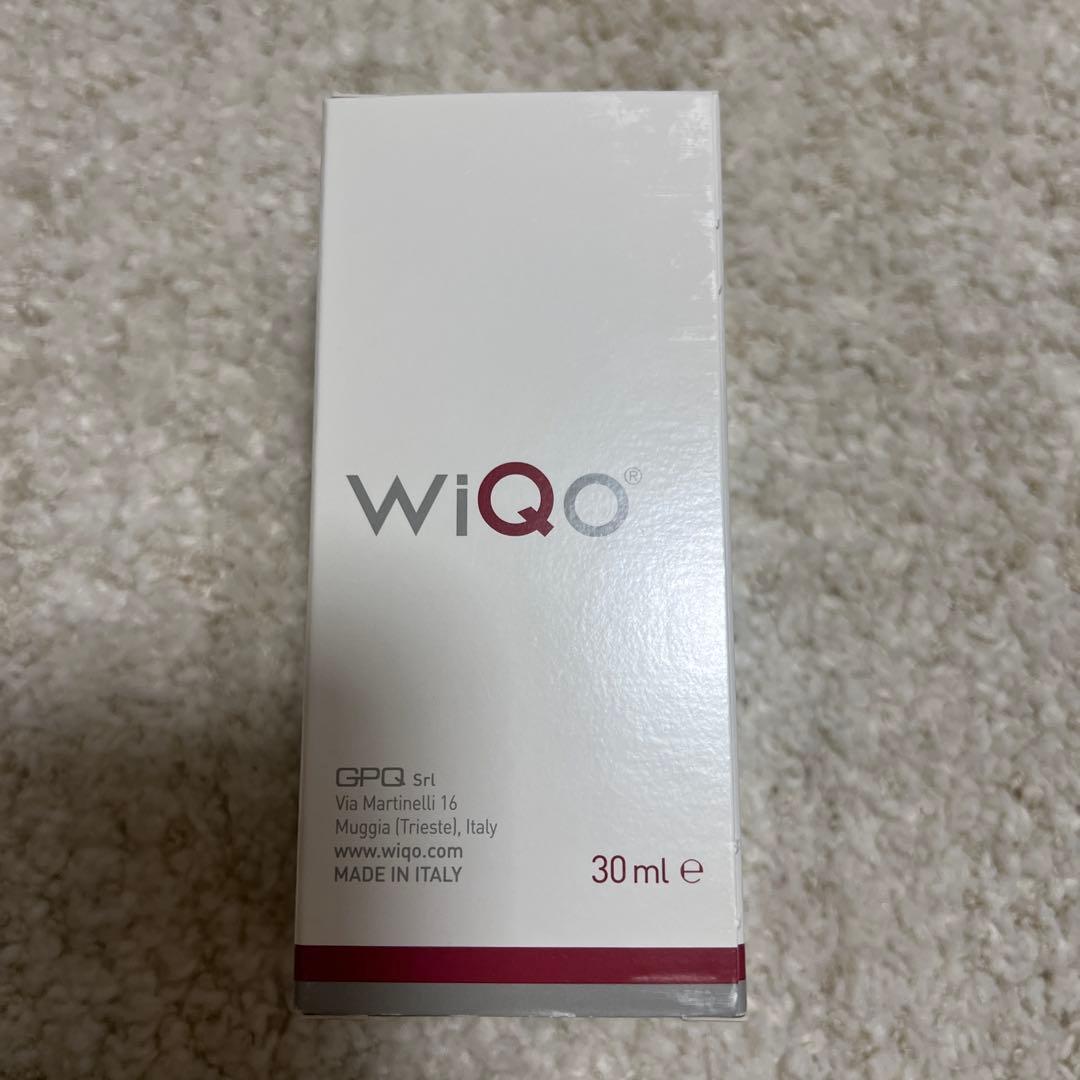 WiQo®
GPQ Srl
Via Martinelli 16
Muggia (Trieste), Italy
www.wiqo.com
MADE IN ITALY
30 ml ℮